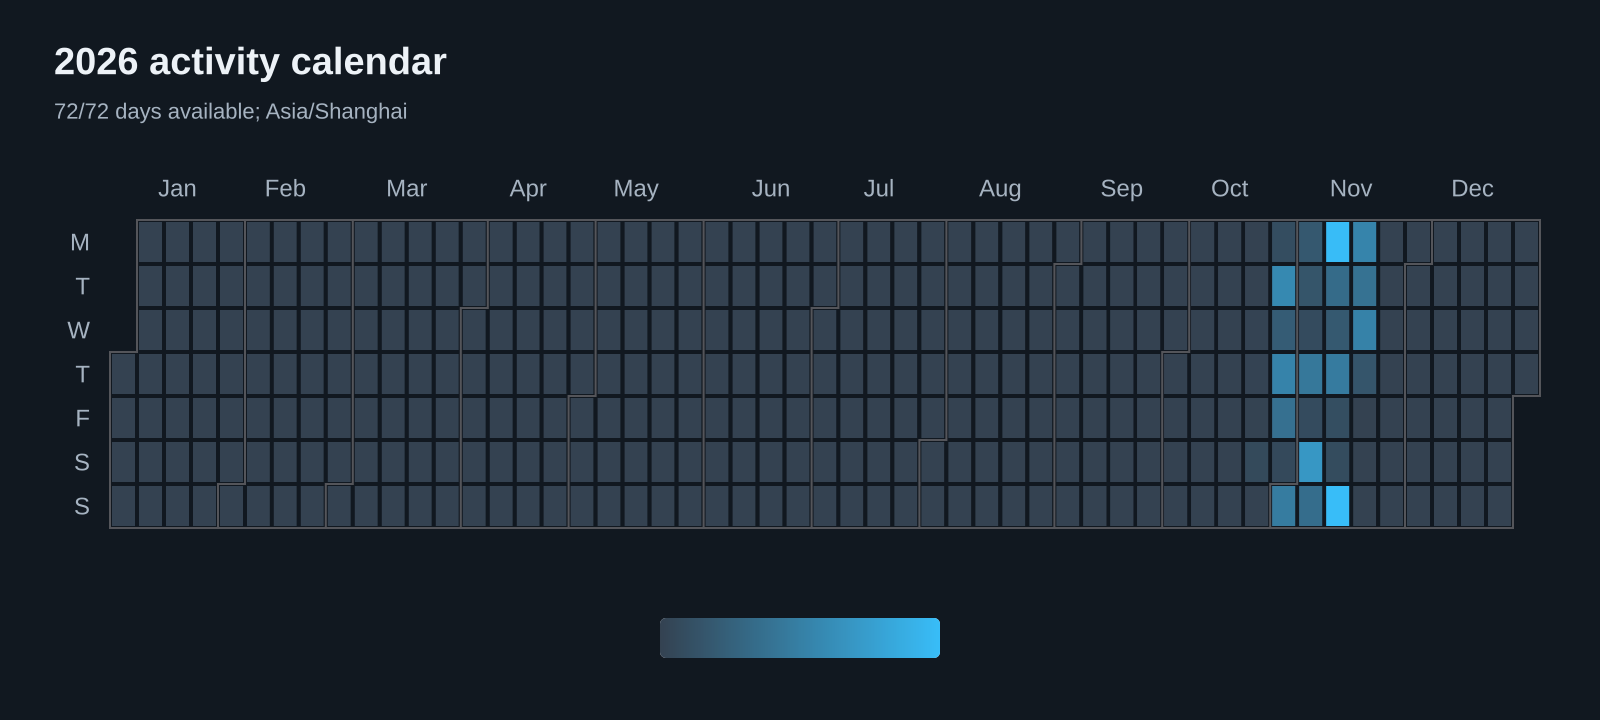 2026 activity calendar
72/72 days available; Asia/Shanghai
Jan Feb Mar Apr May Jun Jul Aug Sep Oct Nov Dec
M
T
W
T
F
S
S